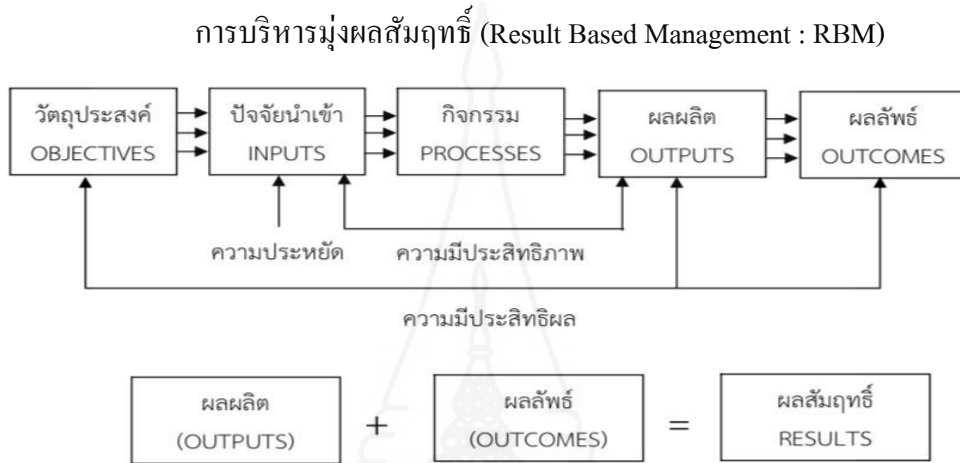 การบริหารมุ่งผลสัมฤทธิ์ (Result Based Management : RBM)
วัตถุประสงค์
OBJECTIVES
ปัจจัยนำเข้า
INPUTS
กิจกรรม
PROCESSES
ผลผลิต
OUTPUTS
ผลลัพธ์
OUTCOMES
ความประหยัด
ความมีประสิทธิภาพ
ความมีประสิทธิผล
ผลผลิต
(OUTPUTS)
+
ผลลัพธ์
(OUTCOMES)
=
ผลสัมฤทธิ์
RESULTS